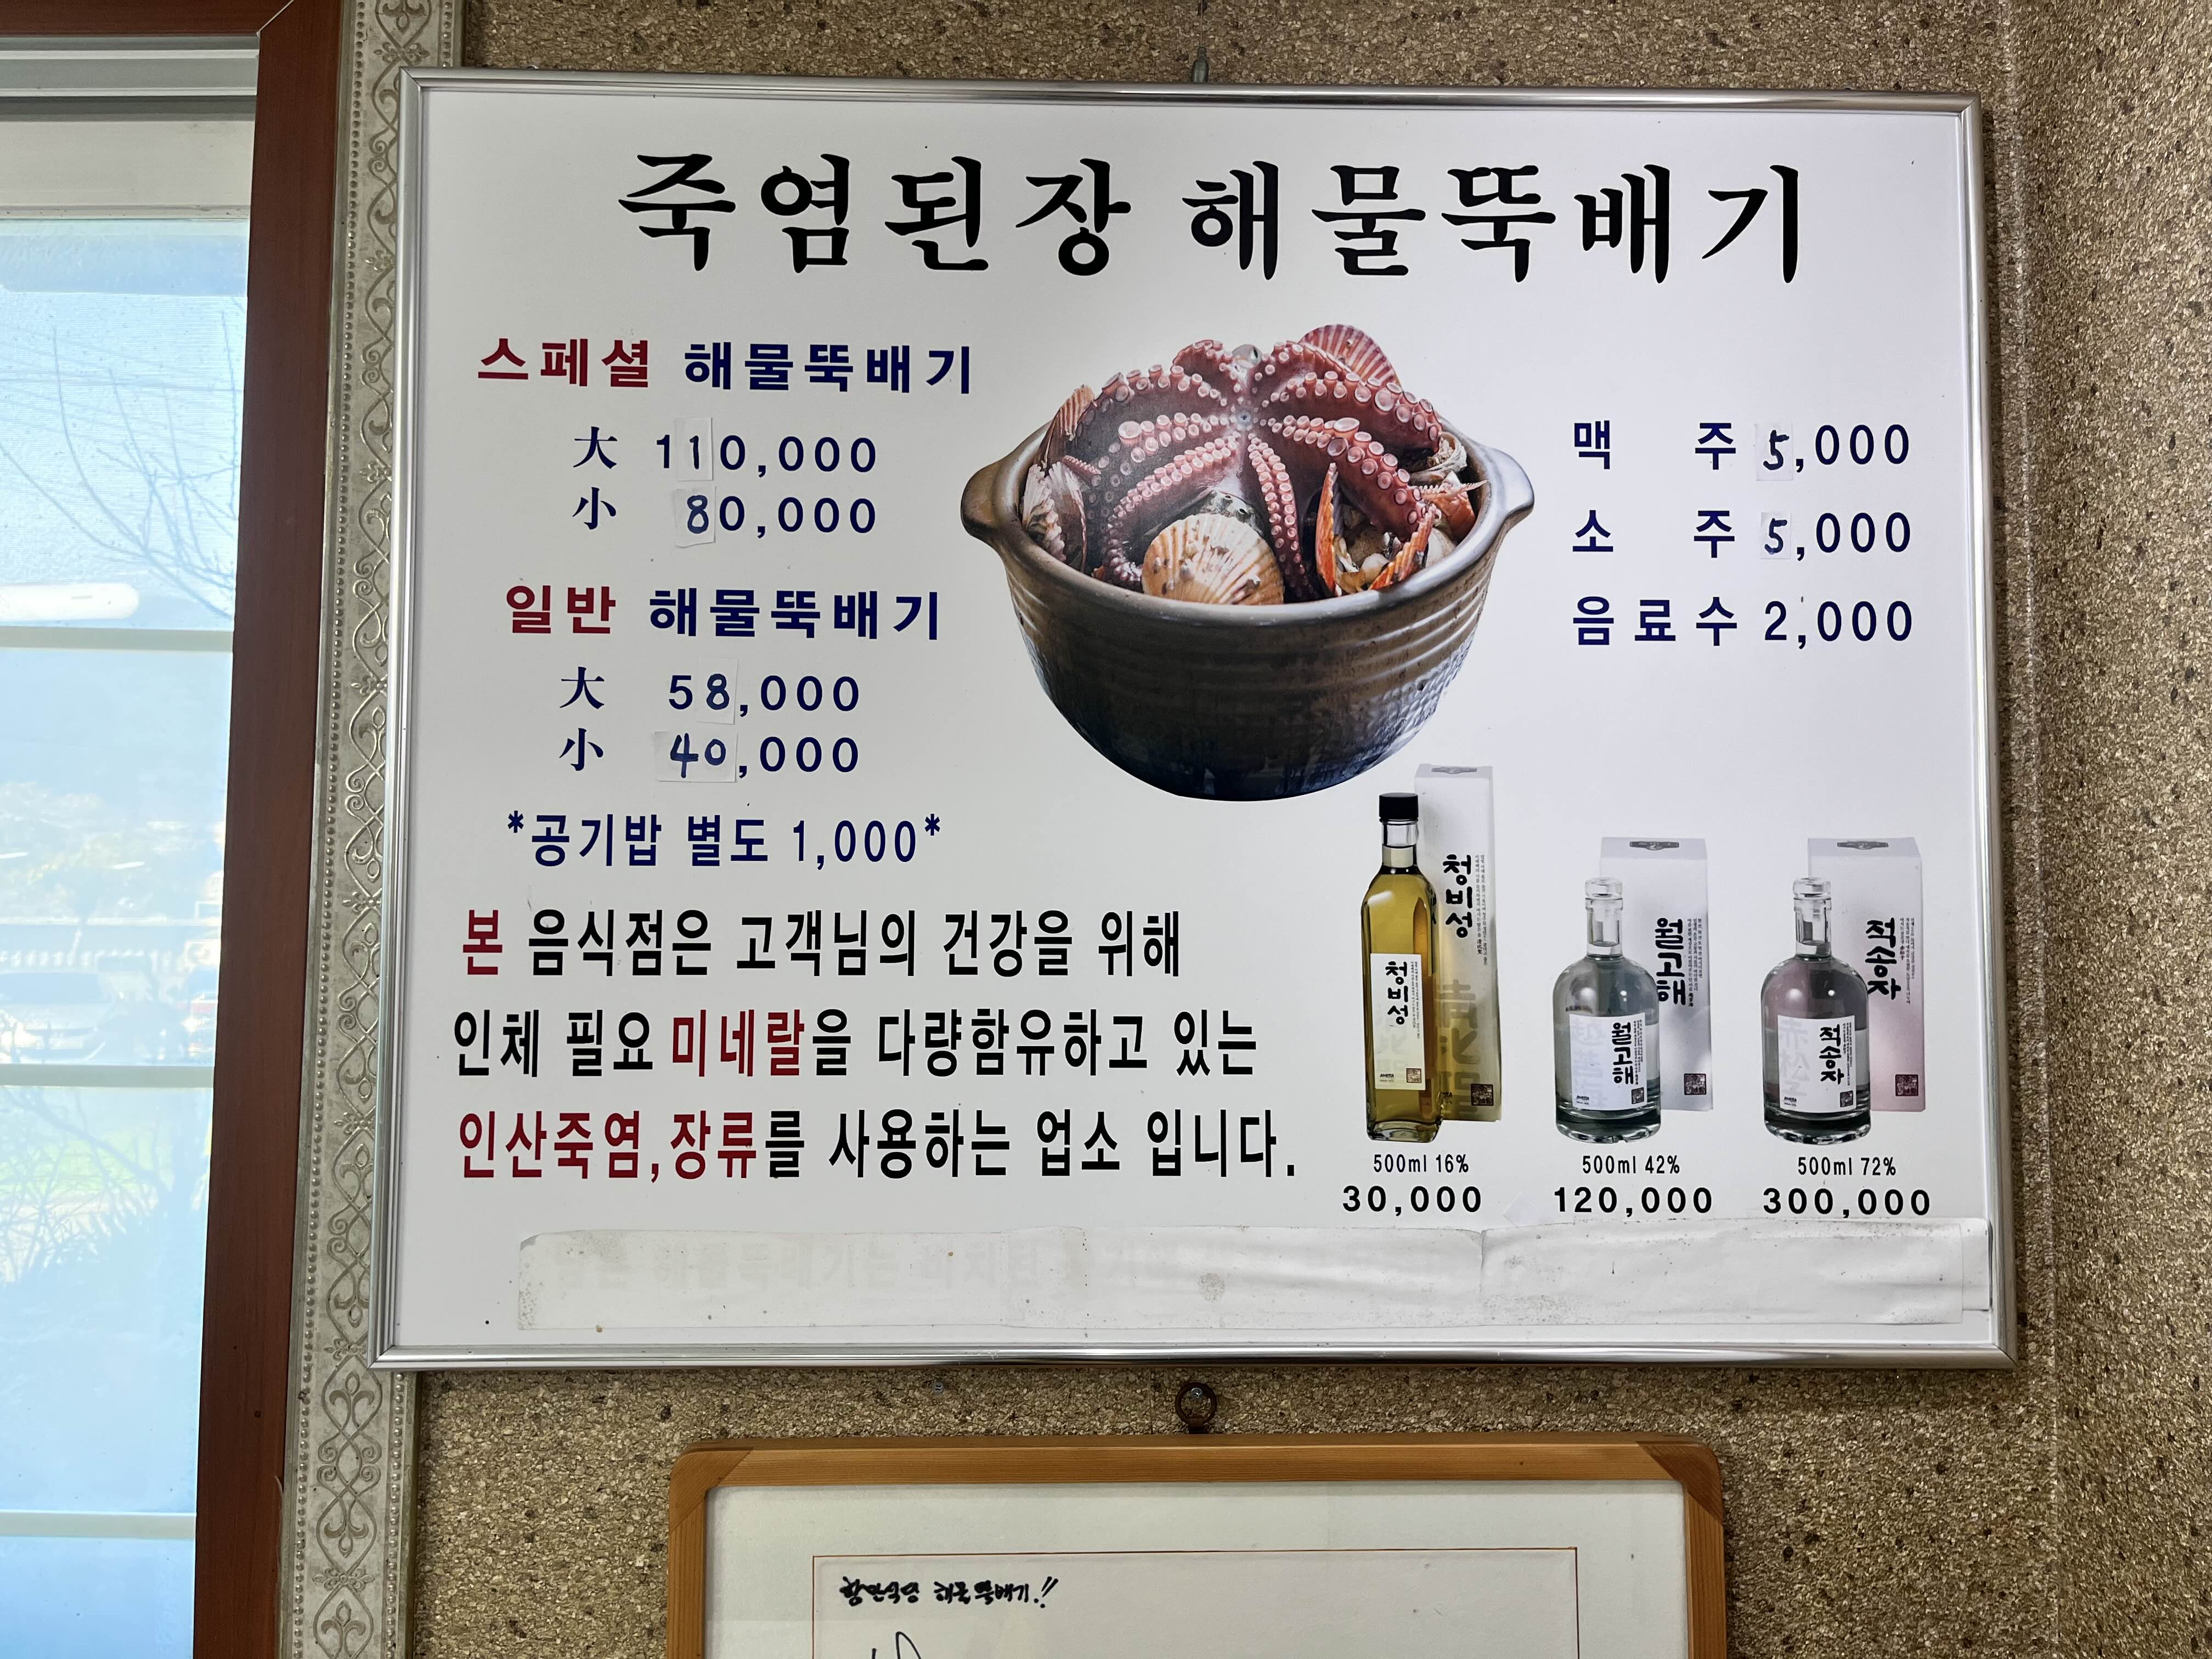 죽염된장 해물뚝배기
스페셜 해물뚝배기
大 110,000
小 80,000
일반 해물뚝배기
大 58,000
小 40,000
*공기밥 별도 1,000*
맥 주 5,000
소 주 5,000
음료수 2,000
본 음식점은 고객님의 건강을 위해
인체 필요 미네랄을 다량함유하고 있는
인산죽염,장류를 사용하는 업소 입니다.
청비성
청비성
500ml 16%
30,000
월고해
월고해
500ml 42%
120,000
적송자
적송자
500ml 72%
300,000
해물뚝배기!!